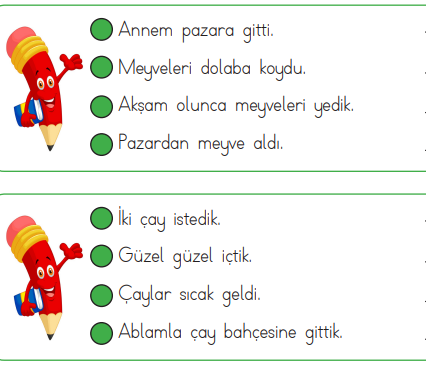 Annem pazara gitti.
Meyveleri dolaba koydu.
Akşam olunca meyveleri yedik.
Pazardan meyve aldı.
İki çay istedik.
Güzel güzel içtik.
Çaylar sıcak geldi.
Ablamla çay bahçesine gittik.